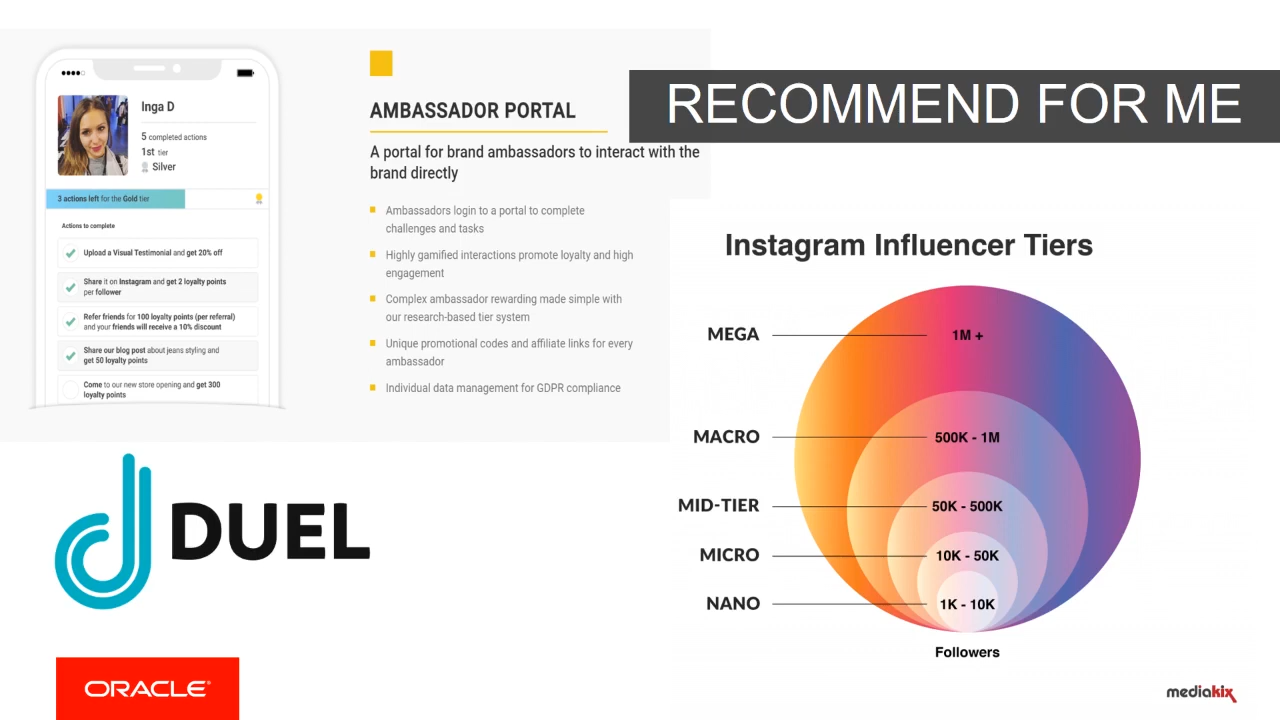 RECOMMEND FOR ME
Inga D
5 completed actions
1st tier
Silver
3 actions left for the Gold tier
Actions to complete
Upload a Visual Testimonial and get 20% off
Share it on Instagram and get 2 loyalty points
per follower
Refer friends for 100 loyalty points (per referral)
and your friends will receive a 10% discount
Share our blog post about jeans styling and
get 50 loyalty points
Come to our new store opening and get 300
loyalty points
AMBASSADOR PORTAL
A portal for brand ambassadors to interact with the
brand directly
Ambassadors login to a portal to complete
challenges and tasks
Highly gamified interactions promote loyalty and high
engagement
Complex ambassador rewarding made simple with
our research-based tier system
Unique promotional codes and affiliate links for every
ambassador
Individual data management for GDPR compliance
Instagram Influencer Tiers
MEGA 1M +
MACRO 500K - 1M
MID-TIER 50K - 500K
MICRO 10K - 50K
NANO 1K - 10K
Followers
mediakix
DUEL
ORACLE®